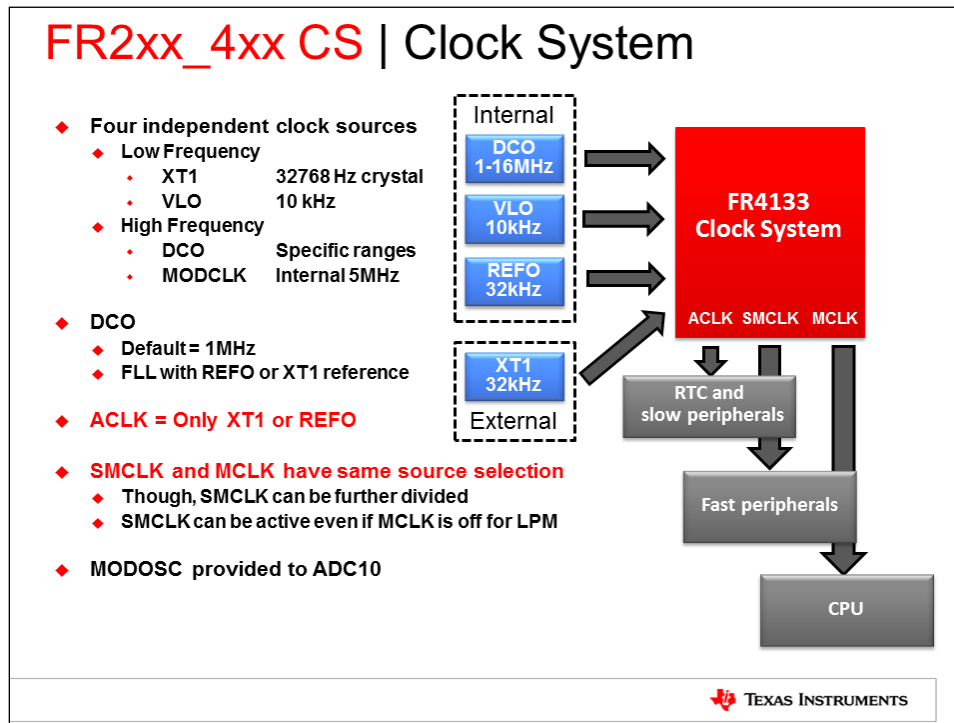 FR2xx_4xx CS | Clock System
Four independent clock sources
Low Frequency
XT1 32768 Hz crystal
VLO 10 kHz
High Frequency
DCO Specific ranges
MODCLK Internal 5MHz
DCO
Default = 1MHz
FLL with REFO or XT1 reference
ACLK = Only XT1 or REFO
SMCLK and MCLK have same source selection
Though, SMCLK can be further divided
SMCLK can be active even if MCLK is off for LPM
MODOSC provided to ADC10
Internal
DCO
1-16MHz
VLO
10kHz
REFO
32kHz
XT1
32kHz
External
FR4133
Clock System
ACLK SMCLK MCLK
RTC and
slow peripherals
Fast peripherals
CPU
TEXAS INSTRUMENTS